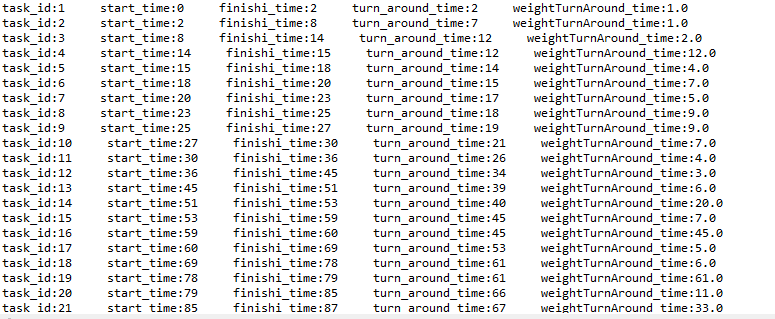 task_id:1 start_time:0 finishi_time:2 turn_around_time:2 weightTurnAround_time:1.0
task_id:2 start_time:2 finishi_time:8 turn_around_time:7 weightTurnAround_time:1.0
task_id:3 start_time:8 finishi_time:14 turn_around_time:12 weightTurnAround_time:2.0
task_id:4 start_time:14 finishi_time:15 turn_around_time:12 weightTurnAround_time:12.0
task_id:5 start_time:15 finishi_time:18 turn_around_time:14 weightTurnAround_time:4.0
task_id:6 start_time:18 finishi_time:20 turn_around_time:15 weightTurnAround_time:7.0
task_id:7 start_time:20 finishi_time:23 turn_around_time:17 weightTurnAround_time:5.0
task_id:8 start_time:23 finishi_time:25 turn_around_time:18 weightTurnAround_time:9.0
task_id:9 start_time:25 finishi_time:27 turn_around_time:19 weightTurnAround_time:9.0
task_id:10 start_time:27 finishi_time:30 turn_around_time:21 weightTurnAround_time:7.0
task_id:11 start_time:30 finishi_time:36 turn_around_time:26 weightTurnAround_time:4.0
task_id:12 start_time:36 finishi_time:45 turn_around_time:34 weightTurnAround_time:3.0
task_id:13 start_time:45 finishi_time:51 turn_around_time:39 weightTurnAround_time:6.0
task_id:14 start_time:51 finishi_time:53 turn_around_time:40 weightTurnAround_time:20.0
task_id:15 start_time:53 finishi_time:59 turn_around_time:45 weightTurnAround_time:7.0
task_id:16 start_time:59 finishi_time:60 turn_around_time:45 weightTurnAround_time:45.0
task_id:17 start_time:60 finishi_time:69 turn_around_time:53 weightTurnAround_time:5.0
task_id:18 start_time:69 finishi_time:78 turn_around_time:61 weightTurnAround_time:6.0
task_id:19 start_time:78 finishi_time:79 turn_around_time:61 weightTurnAround_time:61.0
task_id:20 start_time:79 finishi_time:85 turn_around_time:66 weightTurnAround_time:11.0
task_id:21 start_time:85 finishi_time:87 turn_around_time:67 weightTurnAround_time:33.0